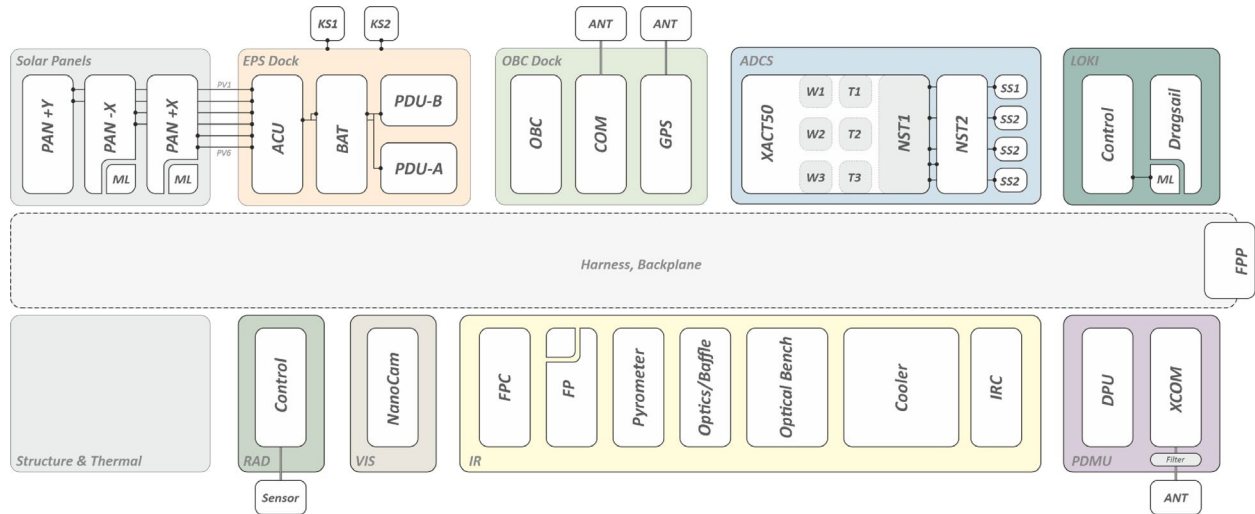 KS1
KS2
ANT
ANT
Solar Panels
PAN +Y
PAN -X
ML
PAN +X
ML
PV1
PV6
EPS Dock
ACU
BAT
PDU-B
PDU-A
OBC Dock
OBC
COM
GPS
ADCS
XACT50
W1
T1
W2
T2
W3
T3
NST1
NST2
SS1
SS2
SS2
SS2
LOKI
Control
Dragsail
ML
Harness, Backplane
FPP
Structure & Thermal
Control
RAD
Sensor
NanoCam
VIS
FPC
FP
Pyrometer
Optics/Baffle
Optical Bench
Cooler
IRC
IR
DPU
XCOM
Filter
PDMU
ANT